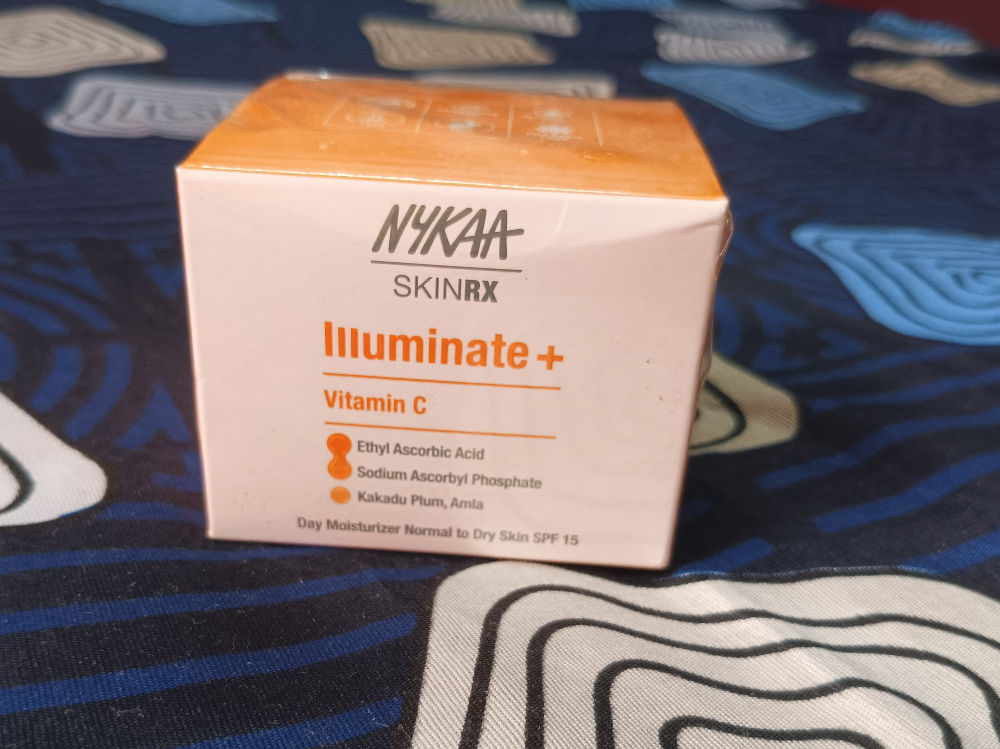 NYKAA
SKINRX
Illuminate +
Vitamin C
Ethyl Ascorbic Acid
Sodium Ascorbyl Phosphate
Kakadu Plum, Amla
Day Moisturizer Normal to Dry Skin SPF 15